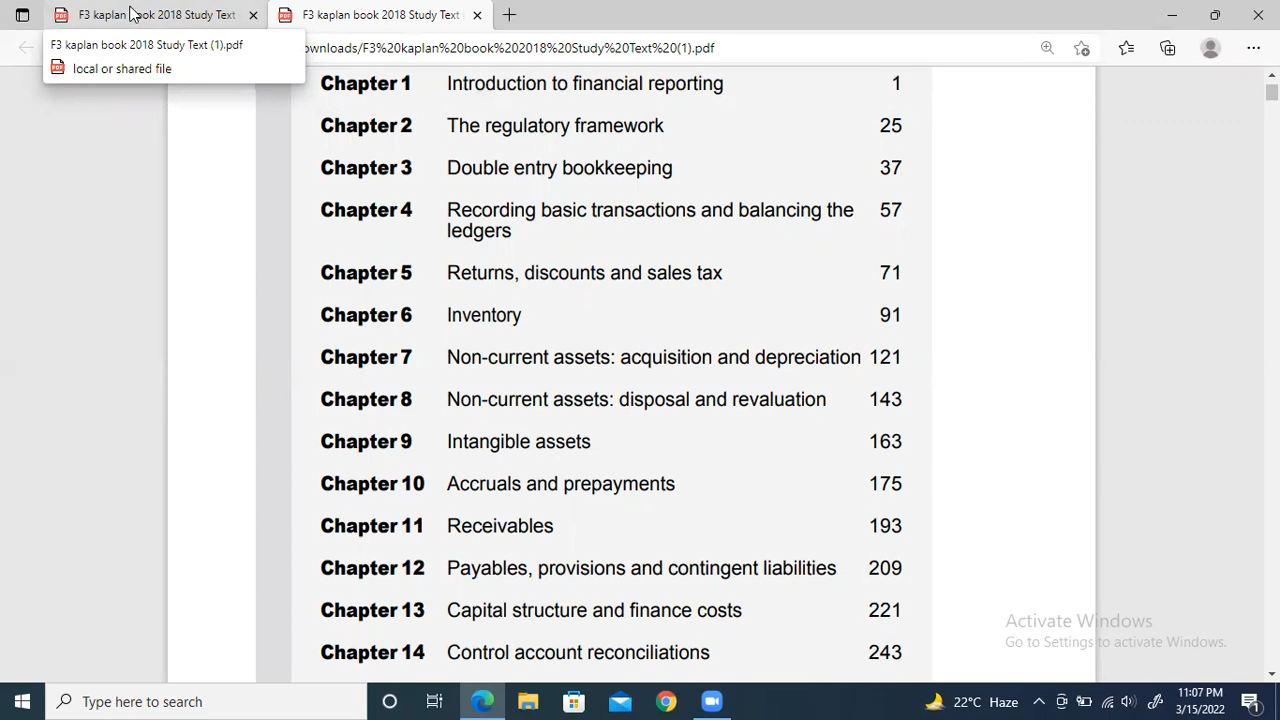 F3 kaplan book 2018 Study Text
F3 kaplan book 2018 Study Text
F3 kaplan book 2018 Study Text (1).pdf
local or shared file
ownloads/F3%20kaplan%20book%202018%20Study%20Text%20(1).pdf
Chapter 1 Introduction to financial reporting 1
Chapter 2 The regulatory framework 25
Chapter 3 Double entry bookkeeping 37
Chapter 4 Recording basic transactions and balancing the 57
ledgers
Chapter 5 Returns, discounts and sales tax 71
Chapter 6 Inventory 91
Chapter 7 Non-current assets: acquisition and depreciation 121
Chapter 8 Non-current assets: disposal and revaluation 143
Chapter 9 Intangible assets 163
Chapter 10 Accruals and prepayments 175
Chapter 11 Receivables 193
Chapter 12 Payables, provisions and contingent liabilities 209
Chapter 13 Capital structure and finance costs 221
Chapter 14 Control account reconciliations 243
Activate Windows
Go to Settings to activate Windows.
Type here to search
22°C Haze
11:07 PM
3/15/2022
1